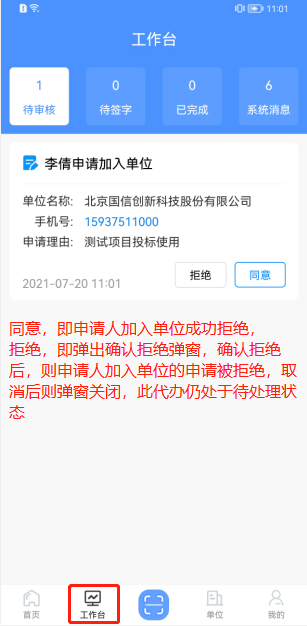 11:01
工作台
1
0
0
6
待审核
待签字
已完成
系统消息
李倩申请加入单位
单位名称: 北京国信创新科技股份有限公司
手机号: 15937511000
申请理由: 测试项目投标使用
2021-07-20 11:01
拒绝
同意
同意，即申请人加入单位成功拒绝，
拒绝，即弹出确认拒绝弹窗，确认拒绝
后，则申请人加入单位的申请被拒绝，取
消后则弹窗关闭，此代办仍处于待处理状
态
首页
工作台
单位
我的